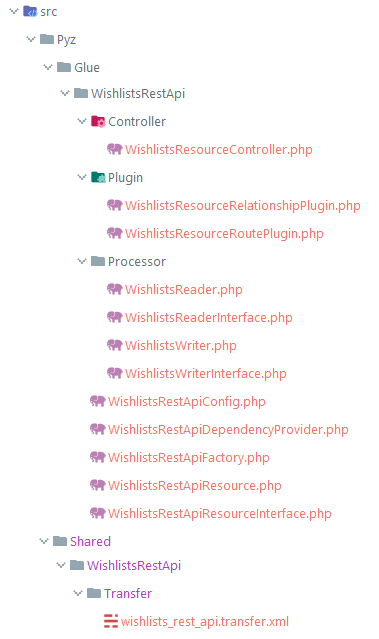 src
Pyz
Glue
WishlistsRestApi
Controller
WishlistsResourceController.php
Plugin
WishlistsResourceRelationshipPlugin.php
WishlistsResourceRoutePlugin.php
Processor
WishlistsReader.php
WishlistsReaderInterface.php
WishlistsWriter.php
WishlistsWriterInterface.php
WishlistsRestApiConfig.php
WishlistsRestApiDependencyProvider.php
WishlistsRestApiFactory.php
WishlistsRestApiResource.php
WishlistsRestApiResourceInterface.php
Shared
WishlistsRestApi
Transfer
wishlists_rest_api.transfer.xml